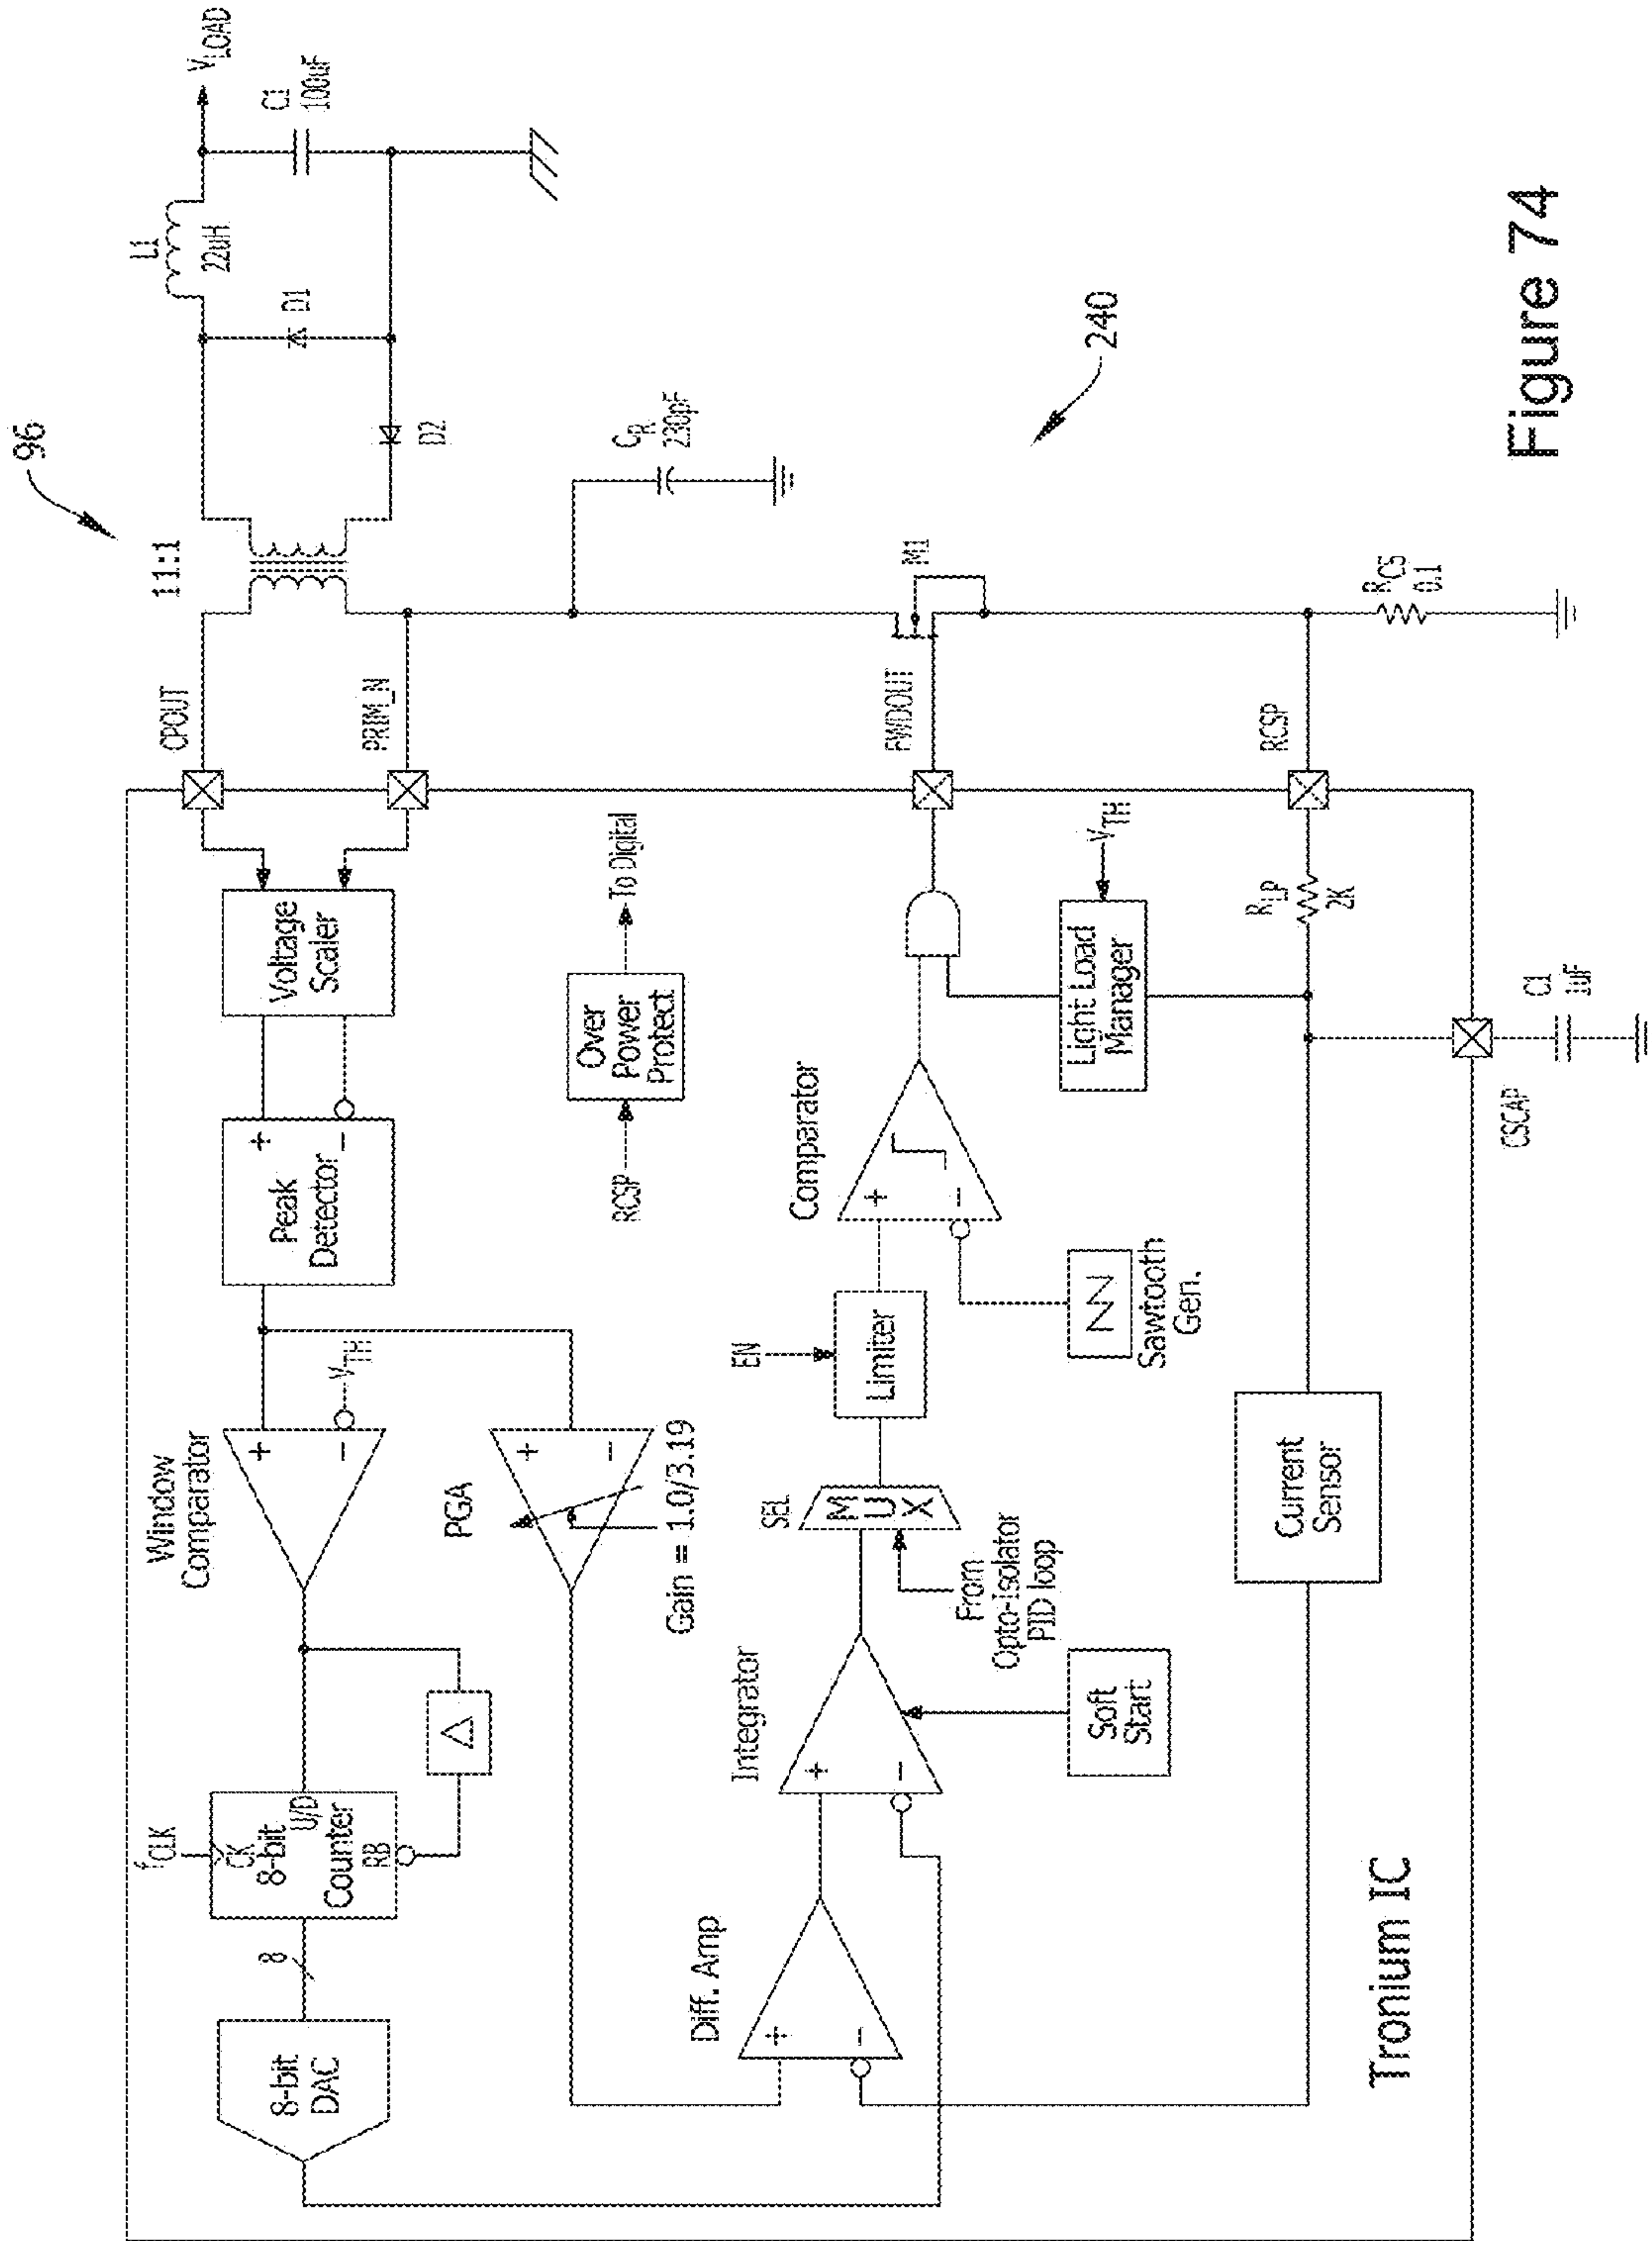 96
11:1
CPOUT
PRIM_N
L1
22uH
D1
D2
VLOAD
C1
100uF
CR
230pF
240
M1
FWDOUT
RCSP
RCS
0.1
Voltage
Scaler
+
−
Peak
Detector
Window
Comparator
+
−
VTH
fCLK
CK
U/D
8-bit
Counter
RB
Δ
8
8-bit
DAC
PGA
+
−
Gain = 1.0/3.19
RCSP
Over
Power
Protect
To Digital
Diff. Amp
+
−
Integrator
+
−
Soft
Start
SEL
M
U
X
From
Opto-Isolator
PID loop
EN
Limiter
Comparator
+
−
Sawtooth
Gen.
Light Load
Manager
VTH
RLP
2K
Current
Sensor
CSCAP
C1
1uF
Tronium IC
Figure 74